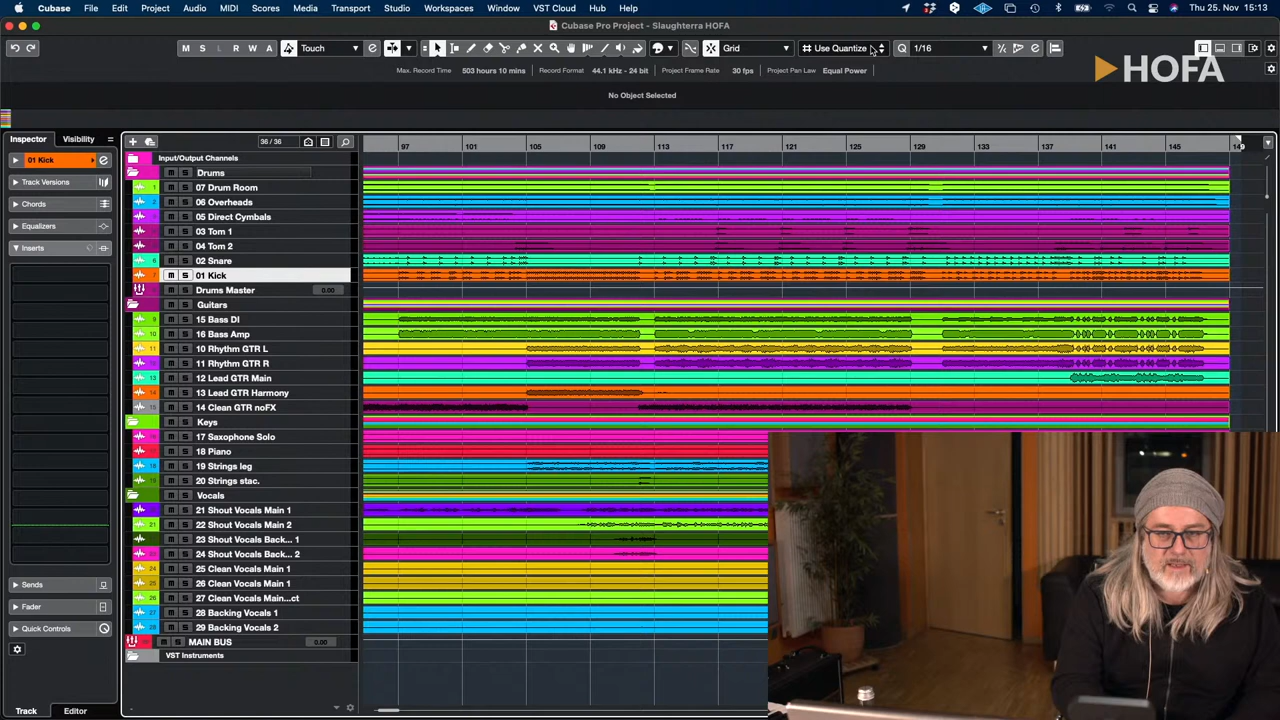 Cubase File Edit Project Audio MIDI Scores Media Transport Studio Workspaces Window VST Cloud Hub Help Thu 25. Nov 15:13
Cubase Pro Project - Slaughterra HOFA
M S L R W A Touch Grid Use Quantize Q 1/16
Max. Record Time 503 hours 10 mins Record Format 44.1 kHz - 24 bit Project Frame Rate 30 fps Project Pan Law Equal Power
HOFA
No Object Selected
Inspector Visibility 36 / 36 97 101 105 109 113 117 121 125 129 133 137 141 145
Input/Output Channels
01 Kick
Drums
Track Versions
07 Drum Room
06 Overheads
Chords
05 Direct Cymbals
Equalizers
03 Tom 1
04 Tom 2
Inserts
02 Snare
01 Kick
Drums Master 0.00
Guitars
15 Bass DI
16 Bass Amp
10 Rhythm GTR L
11 Rhythm GTR R
12 Lead GTR Main
13 Lead GTR Harmony
14 Clean GTR noFX
Keys
17 Saxophone Solo
18 Piano
19 Strings leg
20 Strings stac.
Vocals
21 Shout Vocals Main 1
22 Shout Vocals Main 2
23 Shout Vocals Back... 1
24 Shout Vocals Back... 2
25 Clean Vocals Main 1
26 Clean Vocals Main 1
Sends
27 Clean Vocals Main...ct
Fader
28 Backing Vocals 1
Quick Controls
29 Backing Vocals 2
MAIN BUS 0.00
VST Instruments
Track Editor